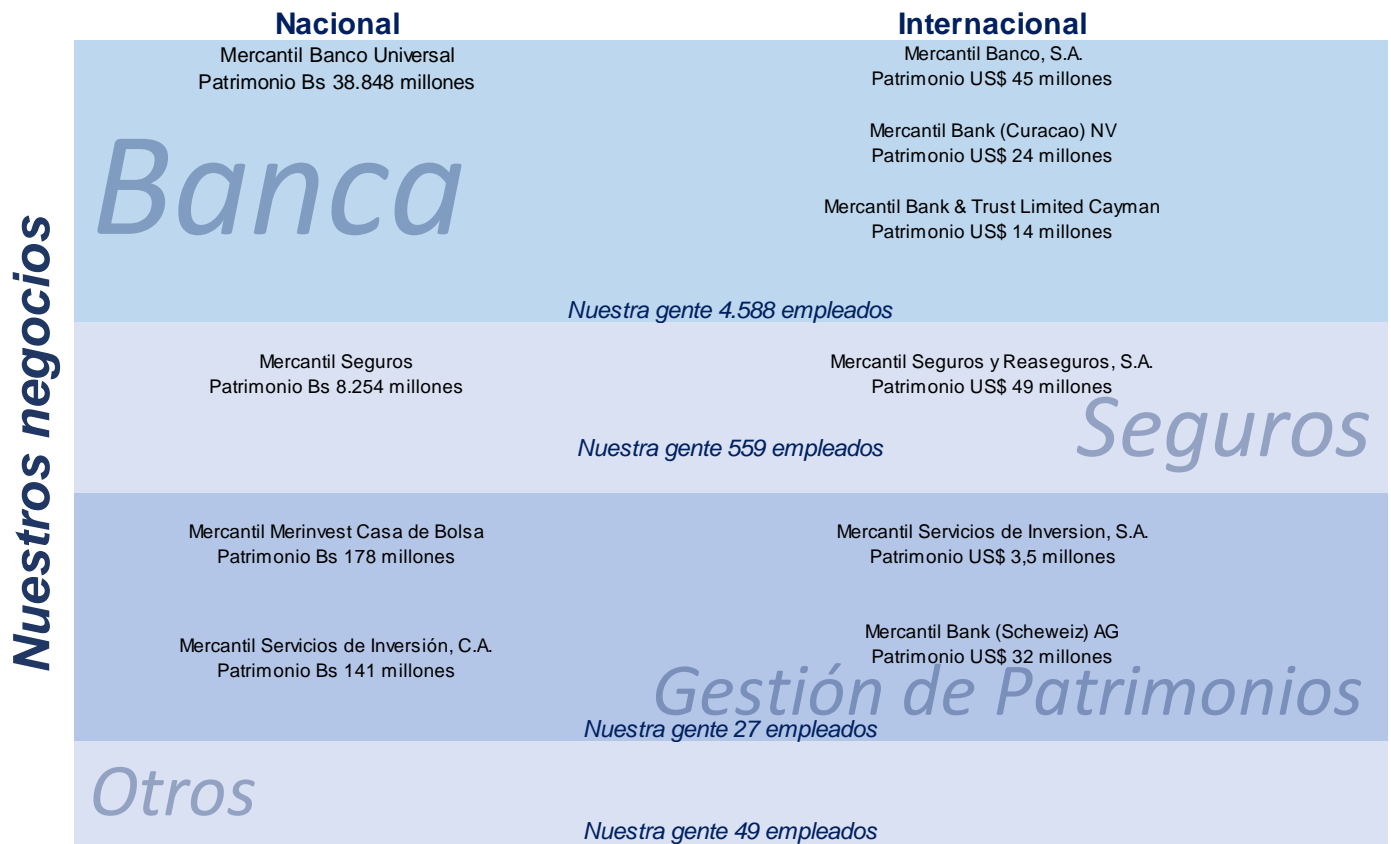 Nuestros negocios
Nacional
Internacional
Mercantil Banco Universal
Patrimonio Bs 38.848 millones
Mercantil Banco, S.A.
Patrimonio US$ 45 millones
Mercantil Bank (Curacao) NV
Patrimonio US$ 24 millones
Mercantil Bank & Trust Limited Cayman
Patrimonio US$ 14 millones
Banca
Nuestra gente 4.588 empleados
Mercantil Seguros
Patrimonio Bs 8.254 millones
Mercantil Seguros y Reaseguros, S.A.
Patrimonio US$ 49 millones
Seguros
Nuestra gente 559 empleados
Mercantil Merinvest Casa de Bolsa
Patrimonio Bs 178 millones
Mercantil Servicios de Inversion, S.A.
Patrimonio US$ 3,5 millones
Mercantil Servicios de Inversión, C.A.
Patrimonio Bs 141 millones
Mercantil Bank (Scheweiz) AG
Patrimonio US$ 32 millones
Gestión de Patrimonios
Nuestra gente 27 empleados
Otros
Nuestra gente 49 empleados